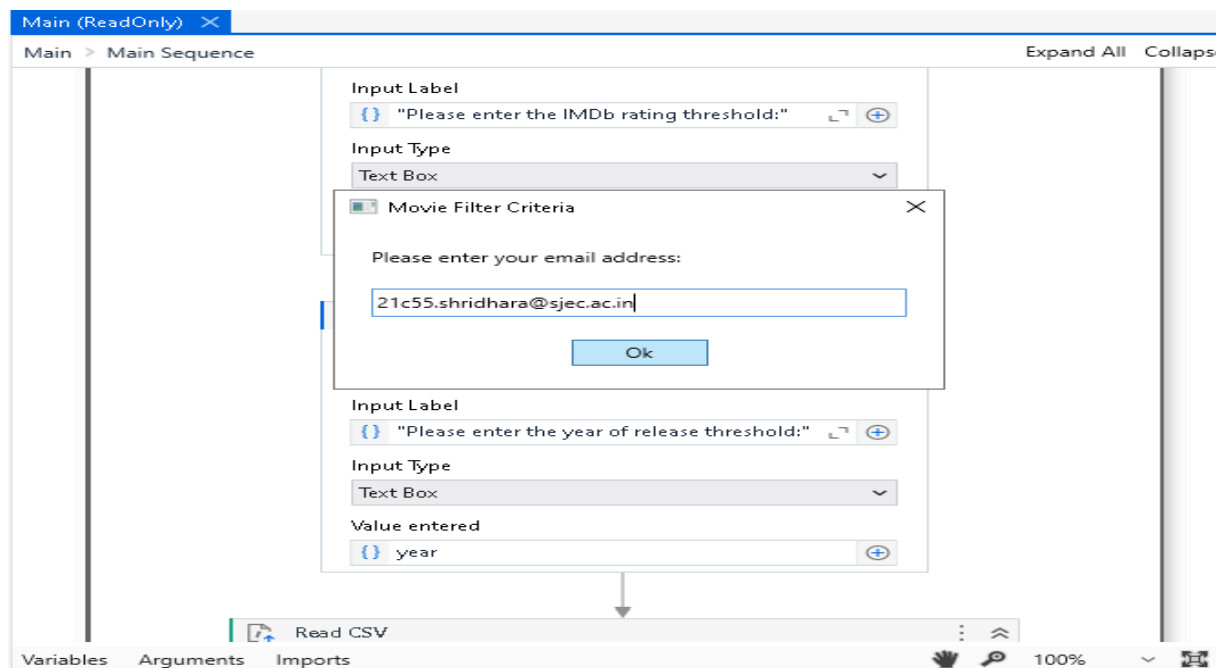 Main (ReadOnly)
Main > Main Sequence Expand All Collaps
Input Label
{} "Please enter the IMDb rating threshold:"
Input Type
Text Box
Movie Filter Criteria
Please enter your email address:
21c55.shridhara@sjec.ac.in
Ok
Input Label
{} "Please enter the year of release threshold:"
Input Type
Text Box
Value entered
{} year
Read CSV
Variables Arguments Imports 100%